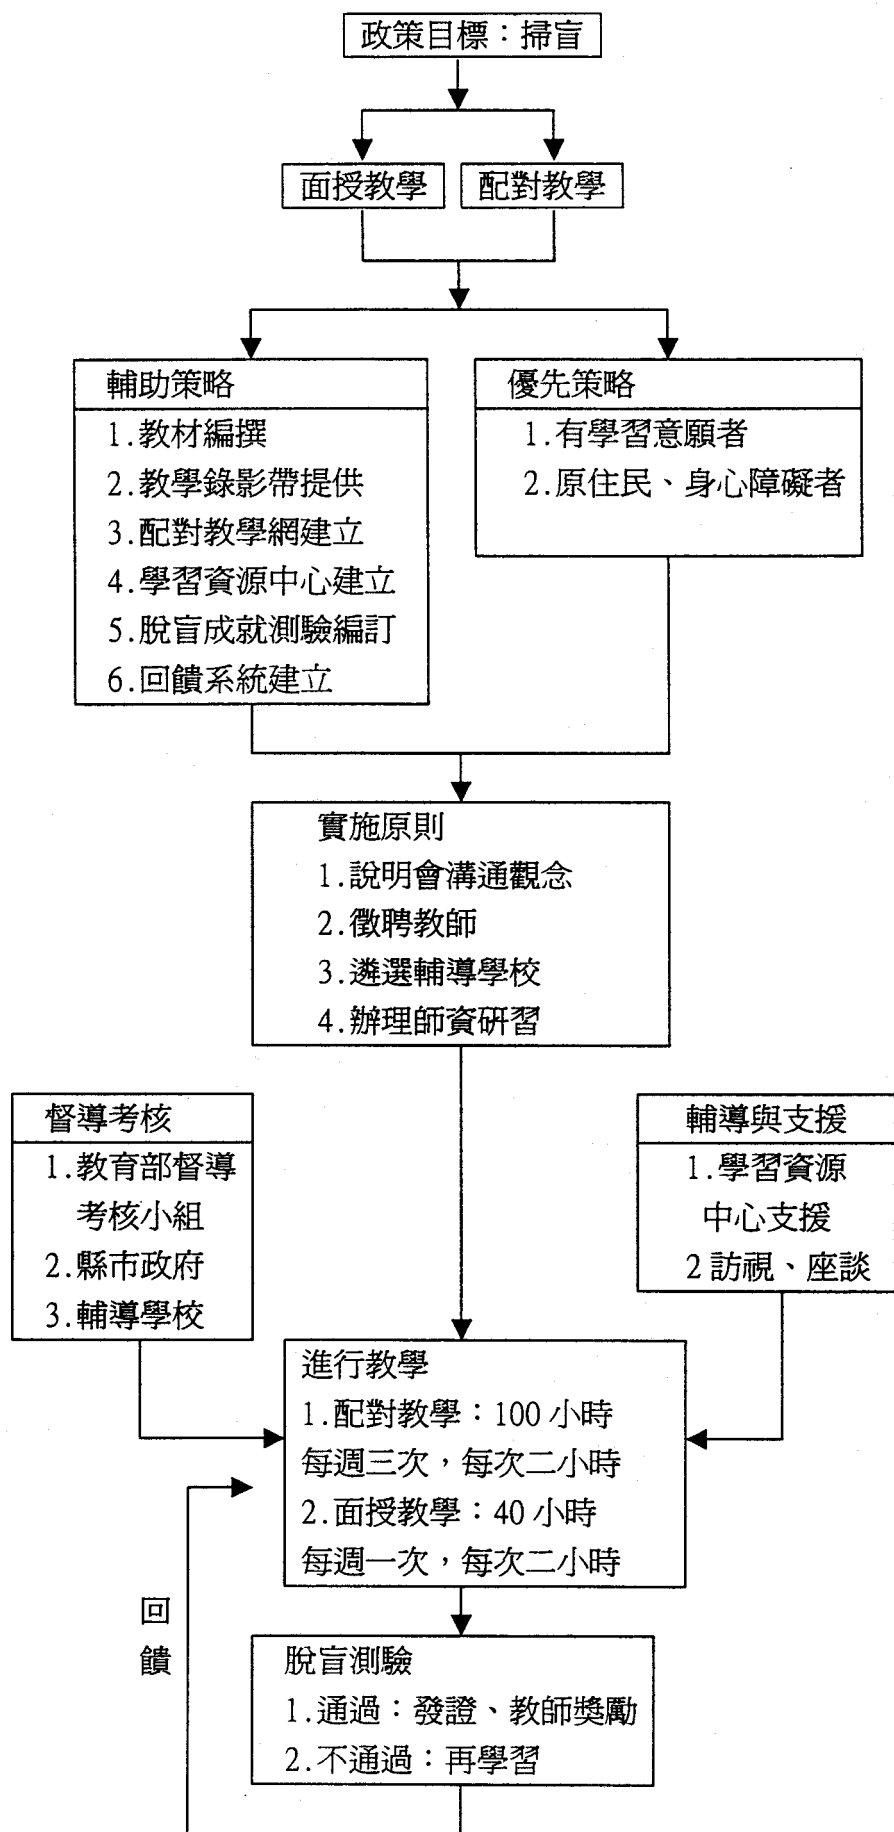 政策目標：掃盲
面授教學
配對教學
輔助策略
1.教材編撰
2.教學錄影帶提供
3.配對教學網建立
4.學習資源中心建立
5.脫盲成就測驗編訂
6.回饋系統建立
優先策略
1.有學習意願者
2.原住民、身心障礙者
實施原則
1.說明會溝通觀念
2.徵聘教師
3.遴選輔導學校
4.辦理師資研習
督導考核
1.教育部督導
考核小組
2.縣市政府
3.輔導學校
輔導與支援
1.學習資源
中心支援
2訪視、座談
進行教學
1.配對教學：100小時
每週三次，每次二小時
2.面授教學：40小時
每週一次，每次二小時
回
饋
脫盲測驗
1.通過：發證、教師獎勵
2.不通過：再學習